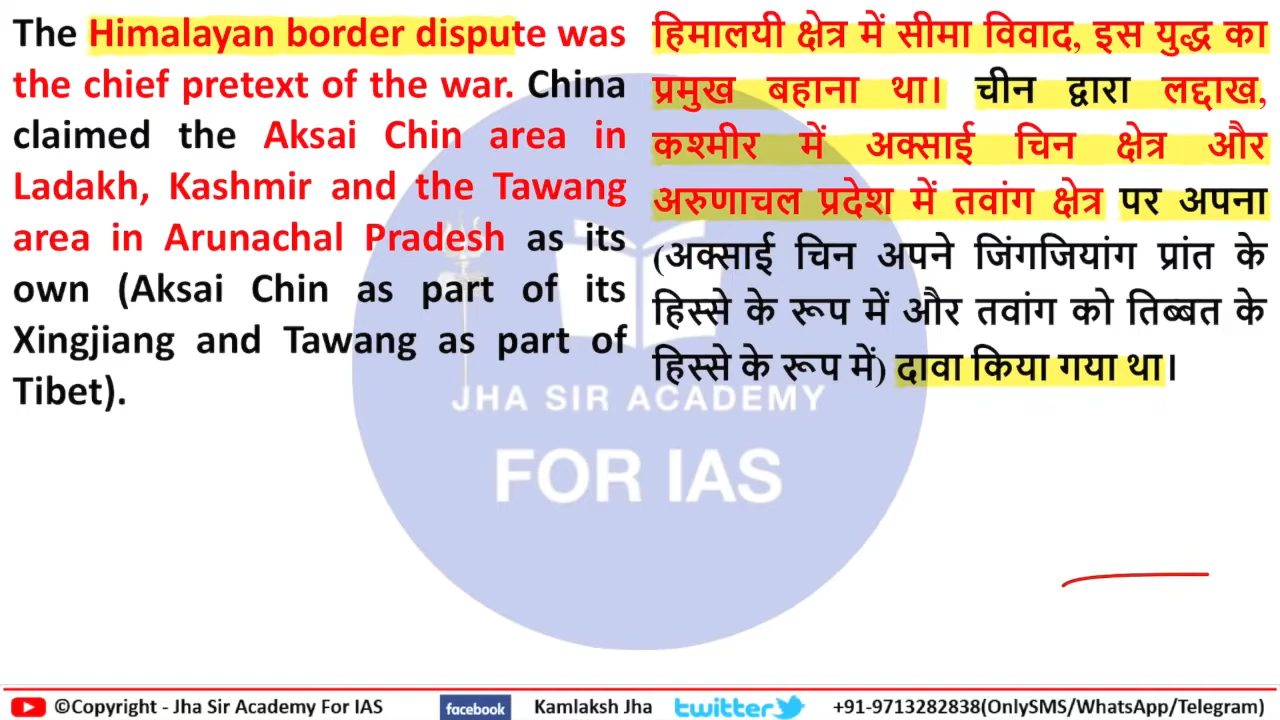 The Himalayan border dispute was
the chief pretext of the war. China
claimed the Aksai Chin area in
Ladakh, Kashmir and the Tawang
area in Arunachal Pradesh as its
own (Aksai Chin as part of its
Xingjiang and Tawang as part of
Tibet).
हिमालयी क्षेत्र में सीमा विवाद, इस युद्ध का
प्रमुख बहाना था। चीन द्वारा लद्दाख,
कश्मीर में अक्साई चिन क्षेत्र और
अरुणाचल प्रदेश में तवांग क्षेत्र पर अपना
(अक्साई चिन अपने जिंगजियांग प्रांत के
हिस्से के रूप में और तवांग को तिब्बत के
हिस्से के रूप में) दावा किया गया था।
JHA SIR ACADEMY
FOR IAS
©Copyright - Jha Sir Academy For IAS facebook Kamlaksh Jha twitter +91-9713282838(OnlySMS/WhatsApp/Telegram)